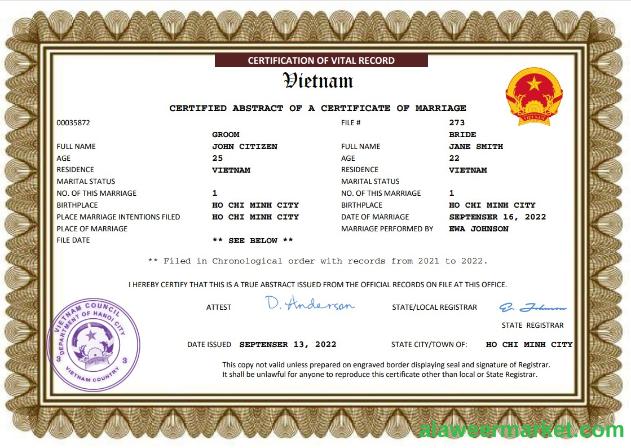 CERTIFICATION OF VITAL RECORD
Vietnam
CERTIFIED ABSTRACT OF A CERTIFICATE OF MARRIAGE
00035872 FILE # 273
GROOM BRIDE
FULL NAME JOHN CITIZEN FULL NAME JANE SMITH
AGE 25 AGE 22
RESIDENCE VIETNAM RESIDENCE VIETNAM
MARITAL STATUS MARITAL STATUS
NO. OF THIS MARRIAGE 1 NO. OF THIS MARRIAGE 1
BIRTHPLACE HO CHI MINH CITY BIRTHPLACE HO CHI MINH CITY
PLACE MARRIAGE INTENTIONS FILED HO CHI MINH CITY DATE OF MARRIAGE SEPTENSER 16, 2022
PLACE OF MARRIAGE MARRIAGE PERFORMED BY EWA JOHNSON
FILE DATE ** SEE BELOW **
** Filed in Chronological order with records from 2021 to 2022.
I HEREBY CERTIFY THAT THIS IS A TRUE ABSTRACT ISSUED FROM THE OFFICIAL RECORDS ON FILE AT THIS OFFICE.
ATTEST D. Anderson STATE/LOCAL REGISTRAR
STATE REGISTRAR
DATE ISSUED SEPTEMSER 13, 2022 STATE CITY/TOWN OF: HO CHI MINH CITY
This copy not valid unless prepared on engraved border displaying seal and signature of Registrar.
It shall be unlawful for anyone to reproduce this certificate other than local or State Registrar.
VIETNAM COUNCIL
DEPARTMENT OF HANOI CITY
3 3
VIETNAM COUNTRY
alaweermarket.com